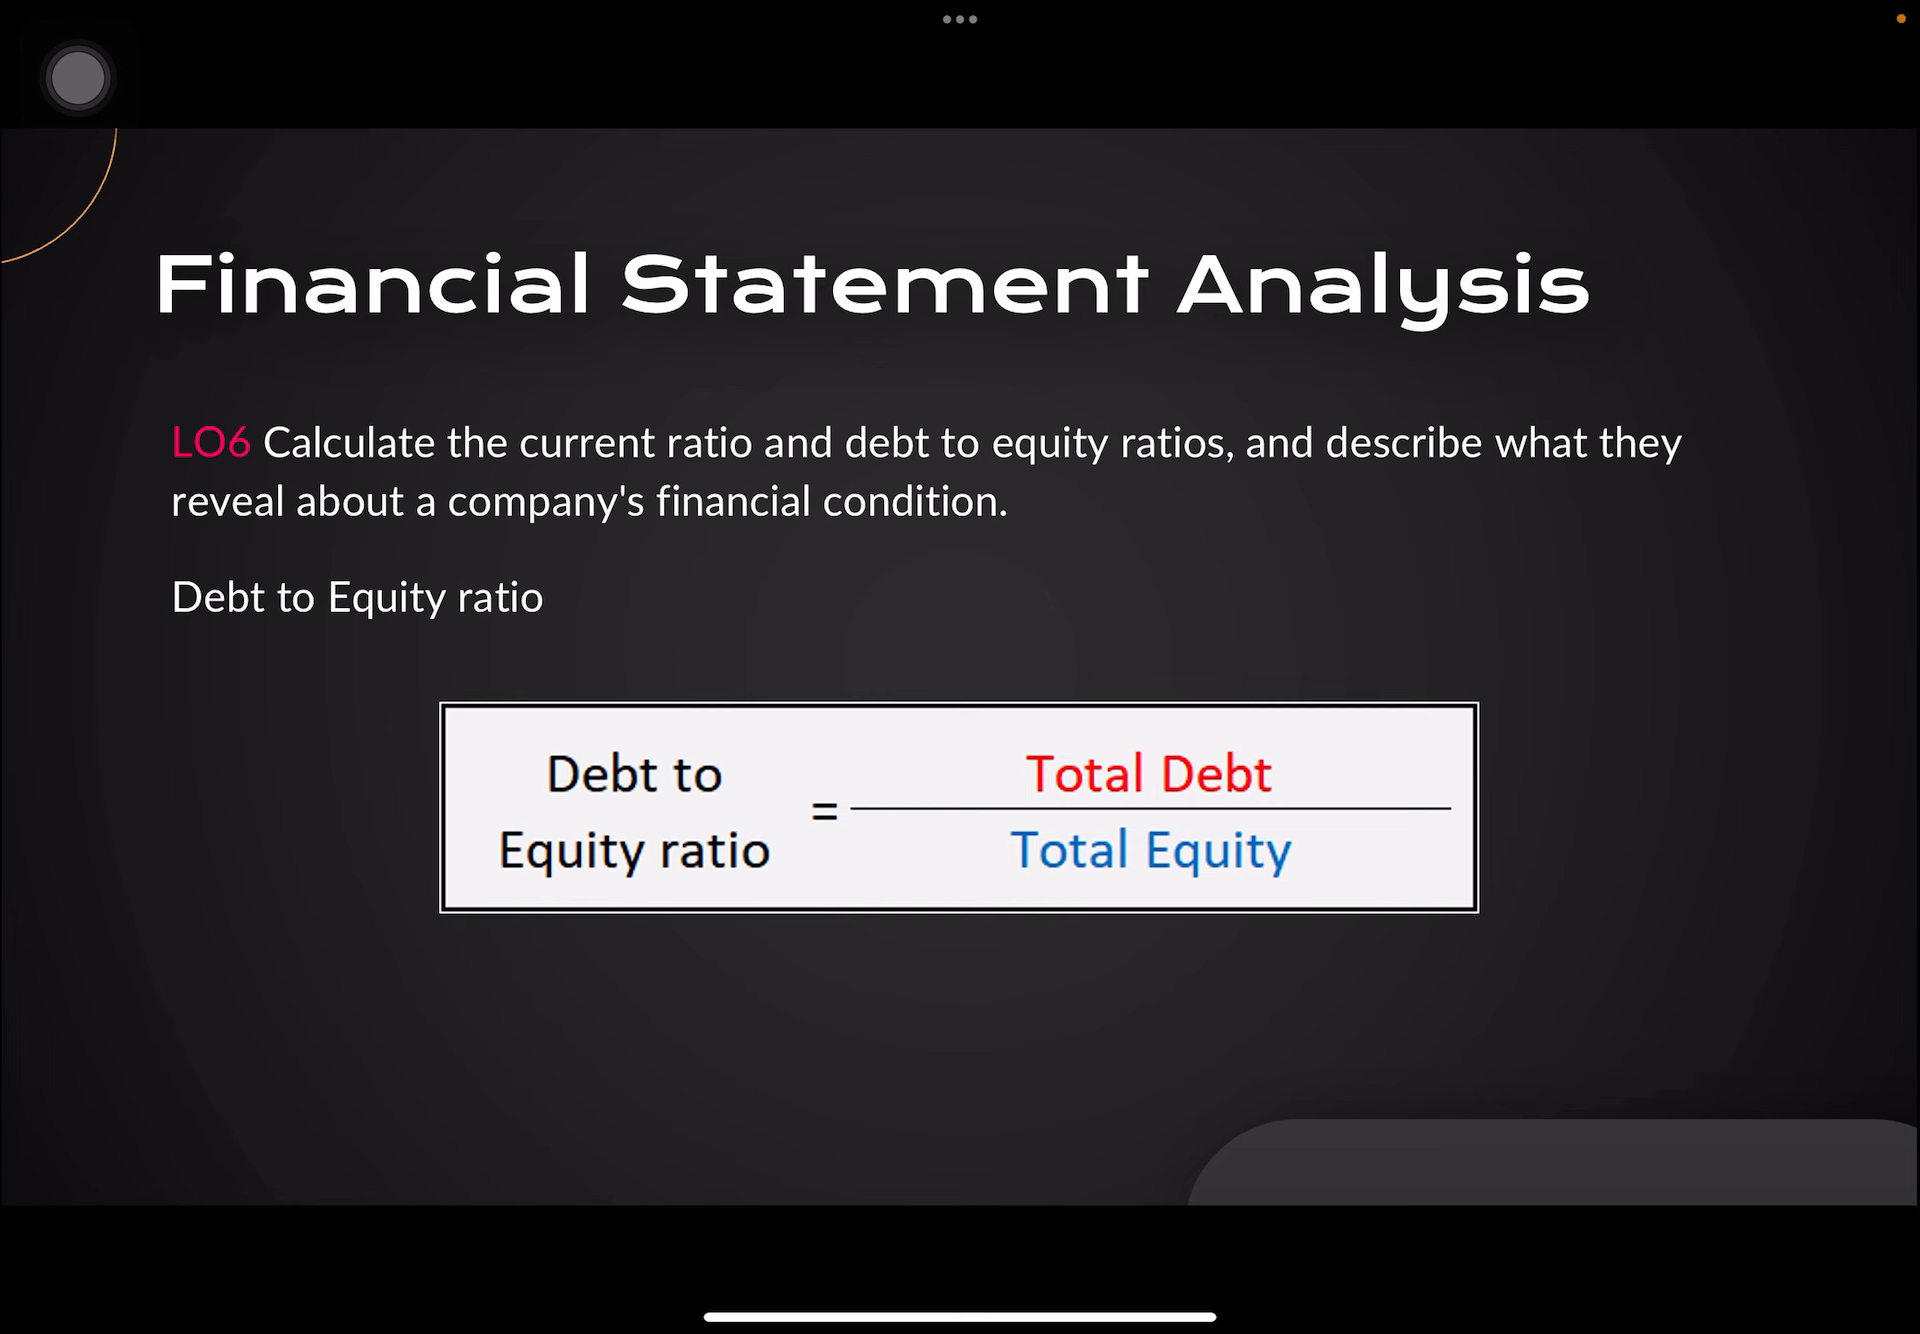 Financial Statement Analysis
LO6 Calculate the current ratio and debt to equity ratios, and describe what they
reveal about a company's financial condition.
Debt to Equity ratio
Debt to
Equity ratio
=
Total Debt
Total Equity